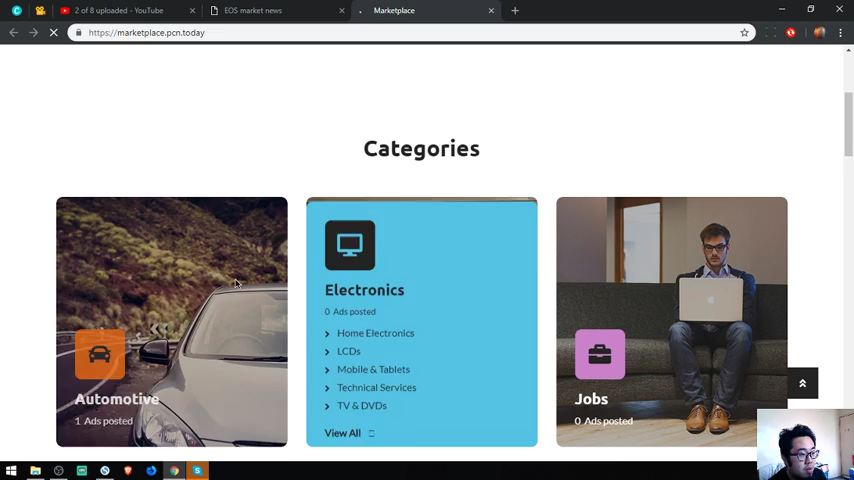 2 of 8 uploaded - YouTube
EOS market news
Marketplace
https://marketplace.pcn.today
Categories
Automotive
1 Ads posted
Electronics
0 Ads posted
Home Electronics
LCDs
Mobile & Tablets
Technical Services
TV & DVDs
View All
Jobs
0 Ads posted